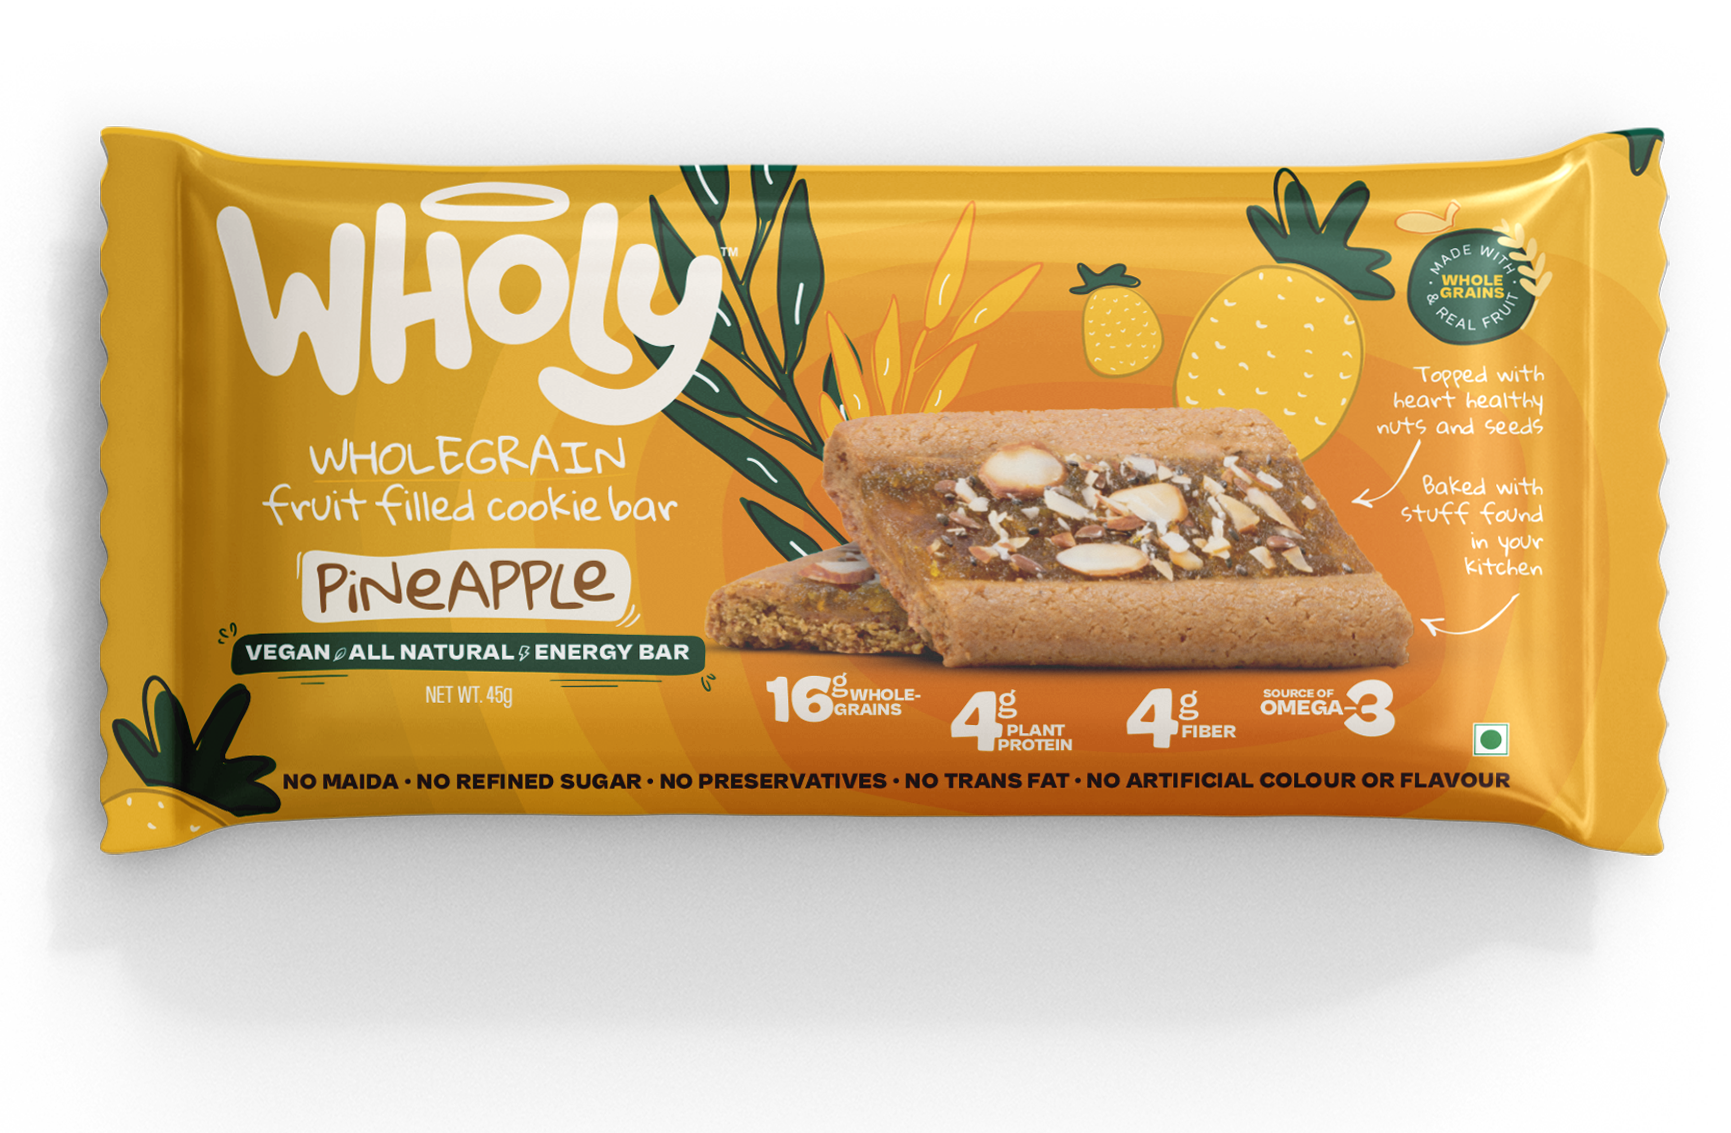 WHOLY™
WHOLEGRAIN
fruit filled cookie bar
PINEAPPLE
VEGAN ALL NATURAL ENERGY BAR
NET WT. 45g
MADE WITH
WHOLE
GRAINS
& REAL FRUIT
Topped with
heart healthy
nuts and seeds
Baked with
stuff found
in your
kitchen
16g WHOLE-
GRAINS
4g PLANT
PROTEIN
4g FIBER
SOURCE OF
OMEGA-3
NO MAIDA • NO REFINED SUGAR • NO PRESERVATIVES • NO TRANS FAT • NO ARTIFICIAL COLOUR OR FLAVOUR